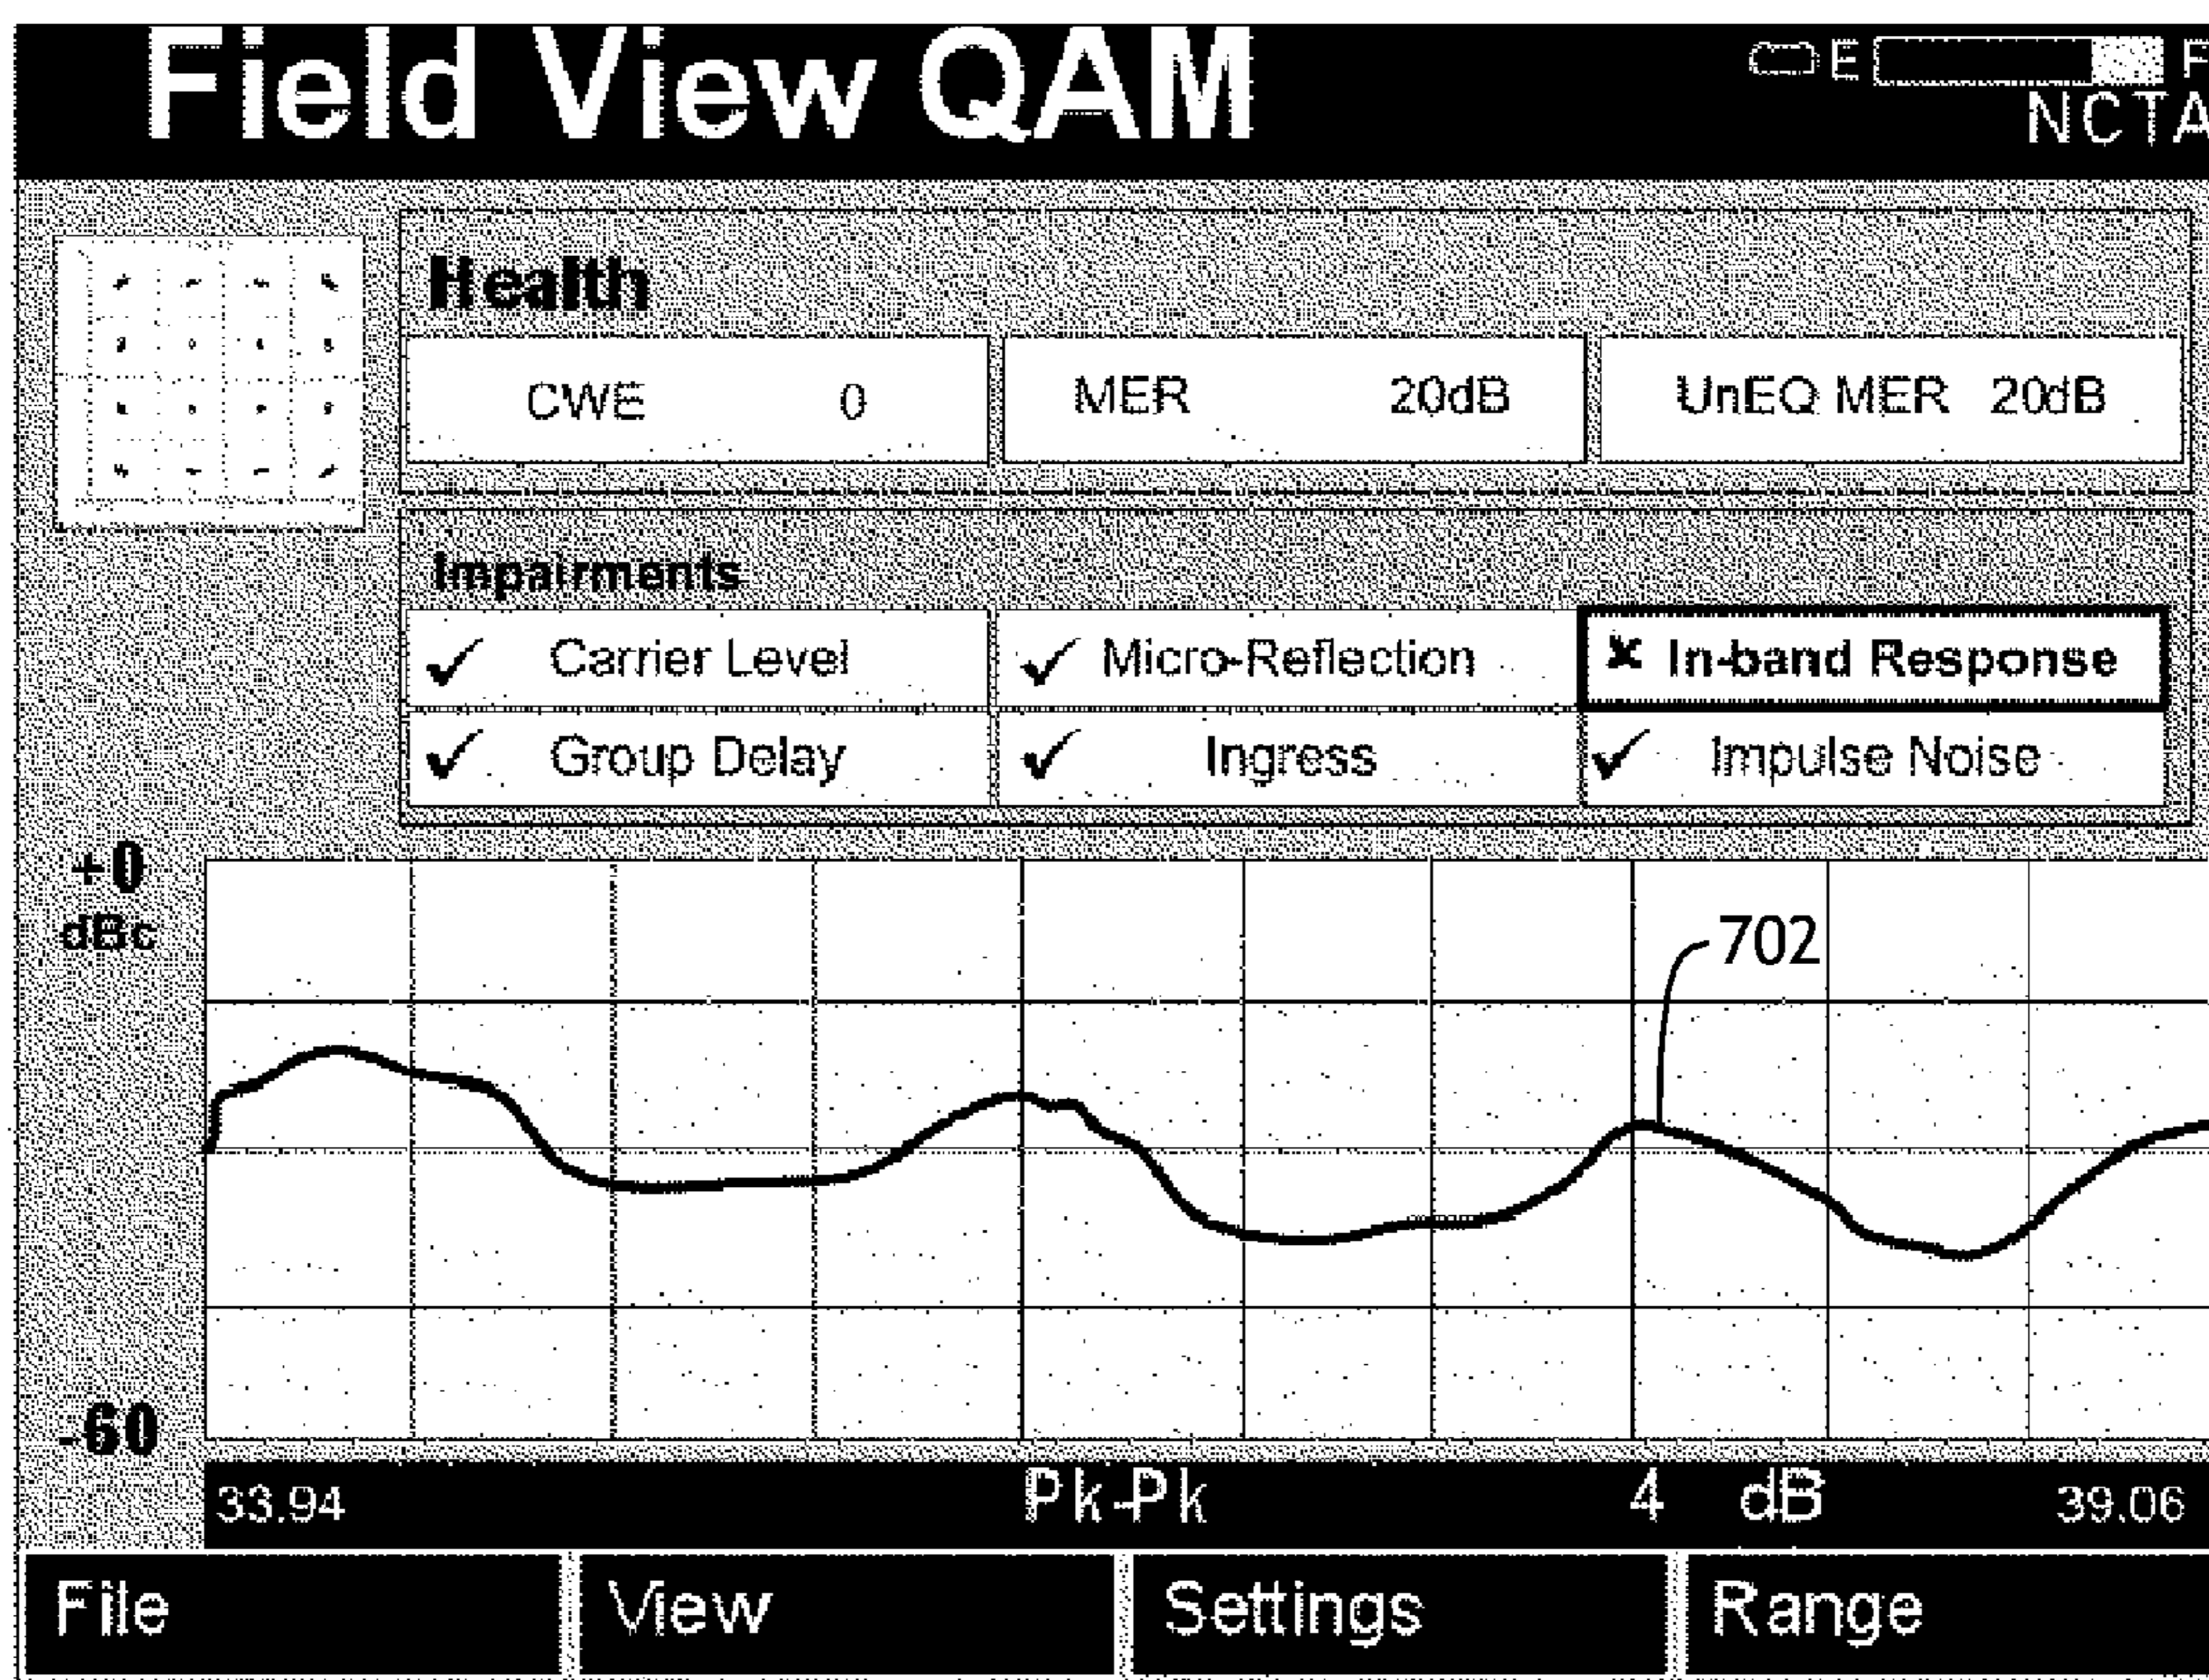 Field View QAM
E F
NCTA
Health
CWE 0
MER 20dB
UnEQ MER 20dB
Impairments
✓ Carrier Level
✓ Micro-Reflection
✗ In-band Response
✓ Group Delay
✓ Ingress
✓ Impulse Noise
+0
dBc
702
-60
33.94 Pk-Pk 4 dB 39.06
File View Settings Range